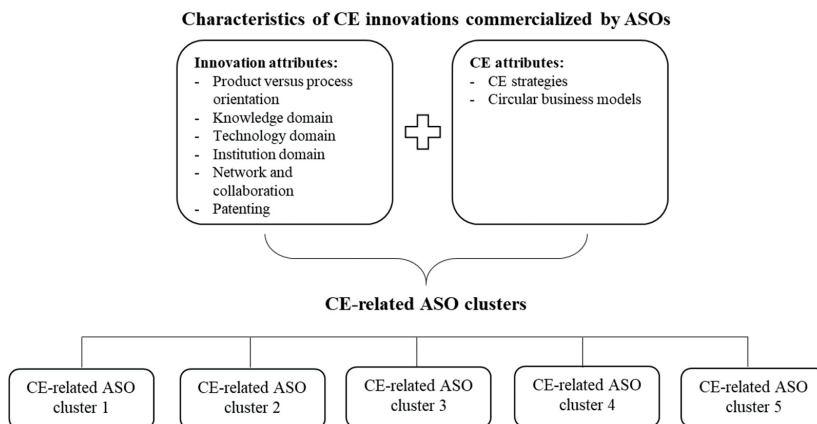 Characteristics of CE innovations commercialized by ASOs
Innovation attributes:
- Product versus process
orientation
- Knowledge domain
- Technology domain
- Institution domain
- Network and
collaboration
- Patenting
CE attributes:
- CE strategies
- Circular business models
CE-related ASO clusters
CE-related ASO
cluster 1
CE-related ASO
cluster 2
CE-related ASO
cluster 3
CE-related ASO
cluster 4
CE-related ASO
cluster 5